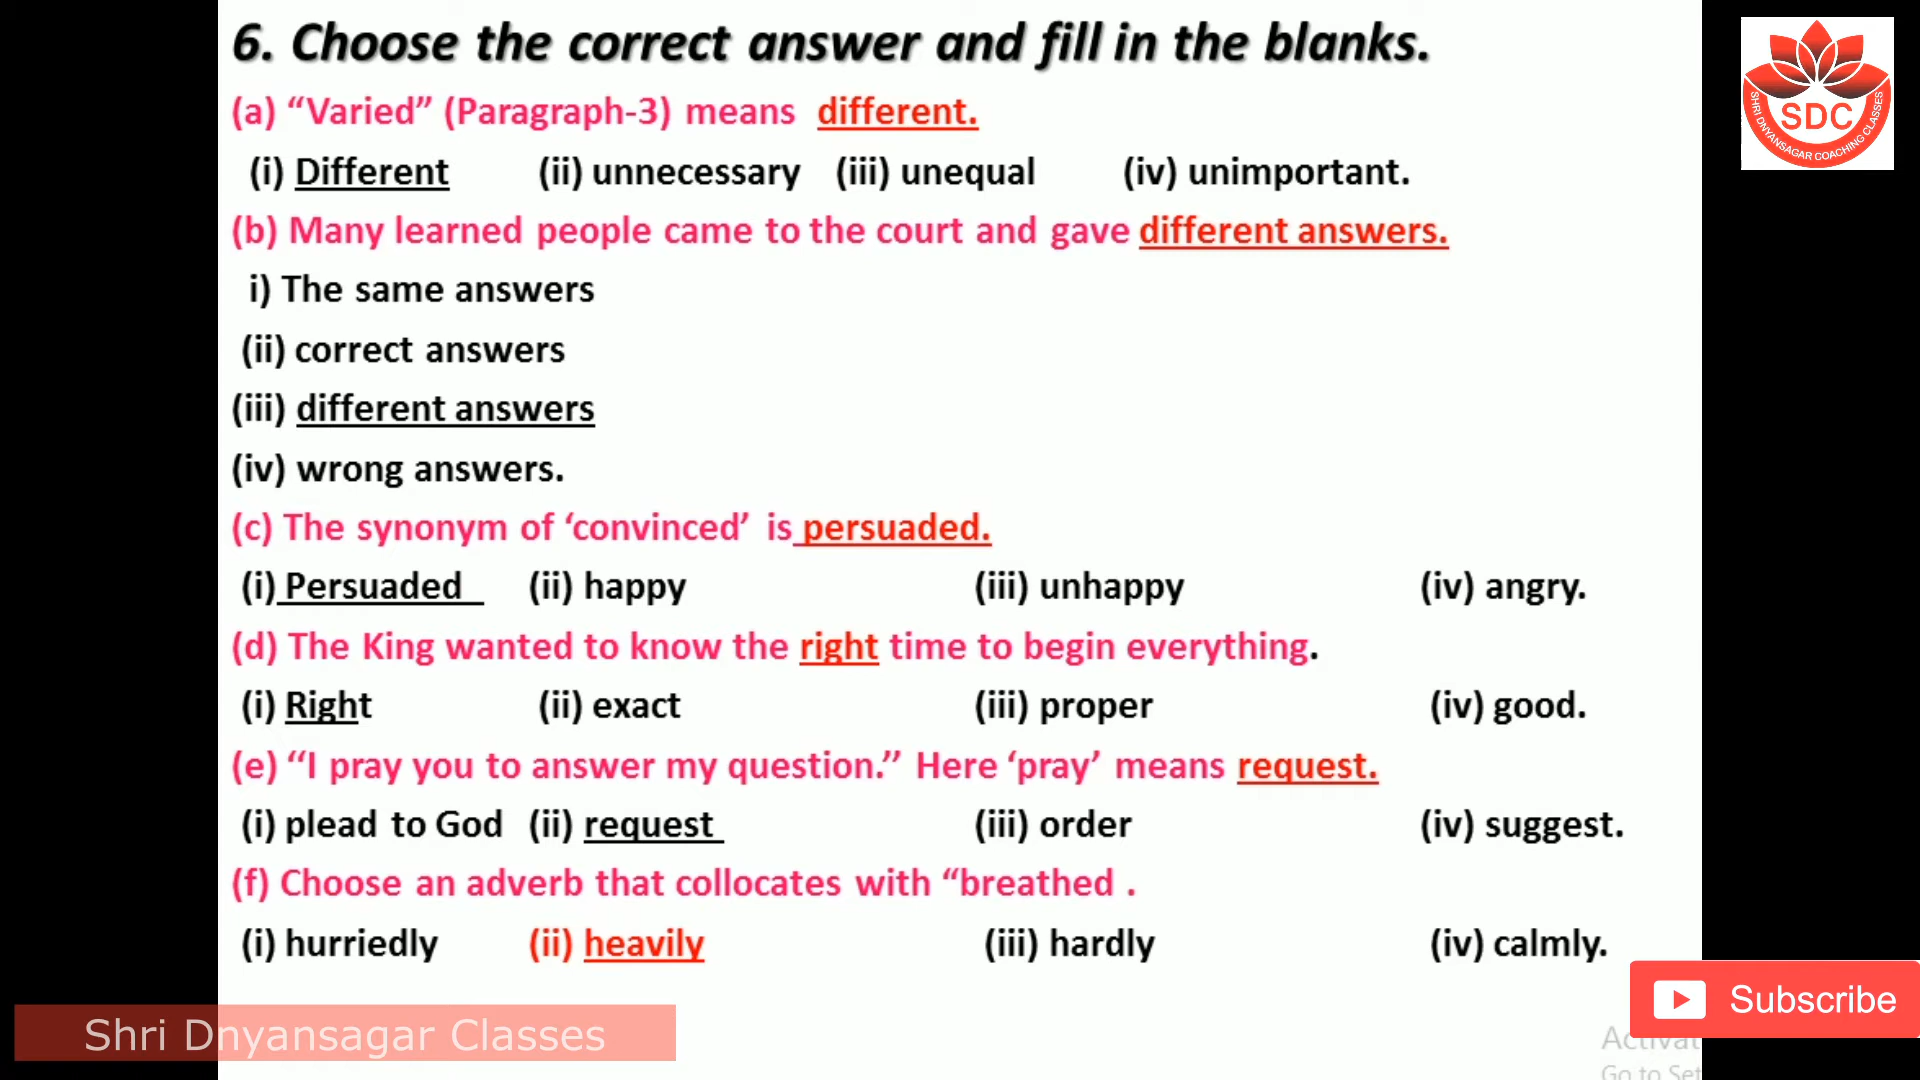 6. Choose the correct answer and fill in the blanks.
(a) “Varied” (Paragraph-3) means different.
(i) Different (ii) unnecessary (iii) unequal (iv) unimportant.
(b) Many learned people came to the court and gave different answers.
i) The same answers
(ii) correct answers
(iii) different answers
(iv) wrong answers.
(c) The synonym of ‘convinced’ is persuaded.
(i) Persuaded (ii) happy (iii) unhappy (iv) angry.
(d) The King wanted to know the right time to begin everything.
(i) Right (ii) exact (iii) proper (iv) good.
(e) “I pray you to answer my question.” Here ‘pray’ means request.
(i) plead to God (ii) request (iii) order (iv) suggest.
(f) Choose an adverb that collocates with “breathed .
(i) hurriedly (ii) heavily (iii) hardly (iv) calmly.
SDC
SHRI DNYANSAGAR COACHING CLASSES
Subscribe
Shri Dnyansagar Classes
Activat
Go to Set